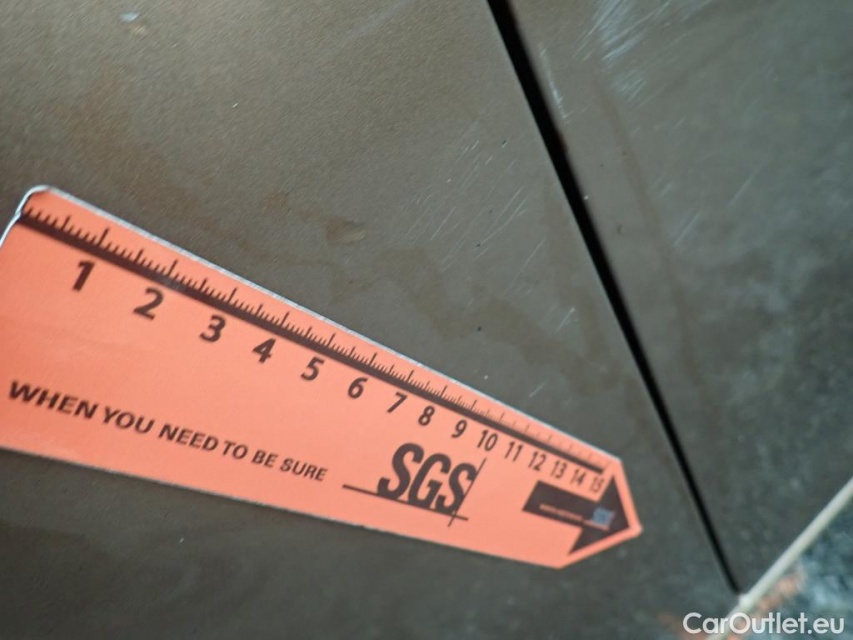 1 2 3 4 5 6 7 8 9 10 11 12 13 14 15
WHEN YOU NEED TO BE SURE
SGS
CarOutlet.eu